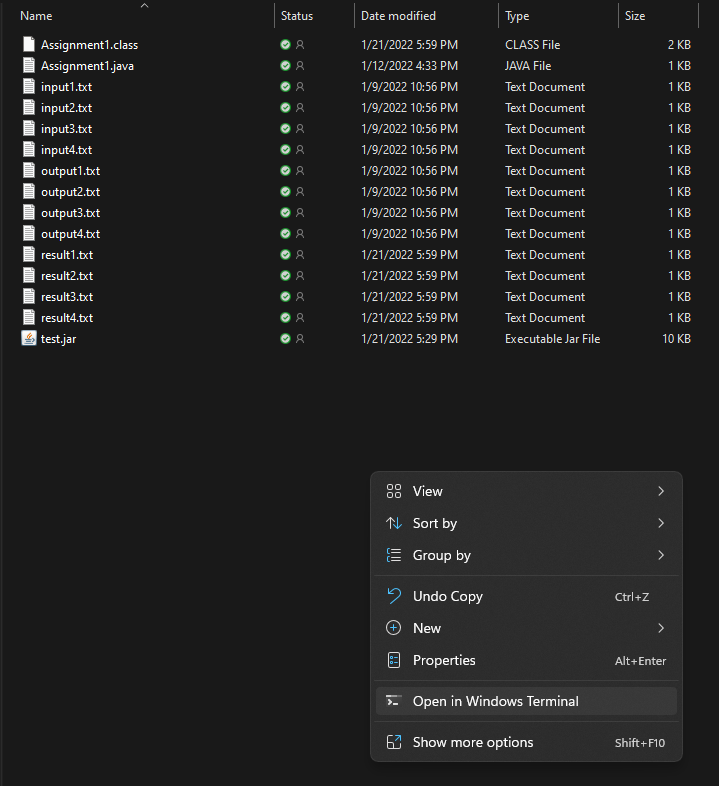 Name Status Date modified Type Size
Assignment1.class 1/21/2022 5:59 PM CLASS File 2 KB
Assignment1.java 1/12/2022 4:33 PM JAVA File 1 KB
input1.txt 1/9/2022 10:56 PM Text Document 1 KB
input2.txt 1/9/2022 10:56 PM Text Document 1 KB
input3.txt 1/9/2022 10:56 PM Text Document 1 KB
input4.txt 1/9/2022 10:56 PM Text Document 1 KB
output1.txt 1/9/2022 10:56 PM Text Document 1 KB
output2.txt 1/9/2022 10:56 PM Text Document 1 KB
output3.txt 1/9/2022 10:56 PM Text Document 1 KB
output4.txt 1/9/2022 10:56 PM Text Document 1 KB
result1.txt 1/21/2022 5:59 PM Text Document 1 KB
result2.txt 1/21/2022 5:59 PM Text Document 1 KB
result3.txt 1/21/2022 5:59 PM Text Document 1 KB
result4.txt 1/21/2022 5:59 PM Text Document 1 KB
test.jar 1/21/2022 5:29 PM Executable Jar File 10 KB
View
Sort by
Group by
Undo Copy Ctrl+Z
New
Properties Alt+Enter
Open in Windows Terminal
Show more options Shift+F10